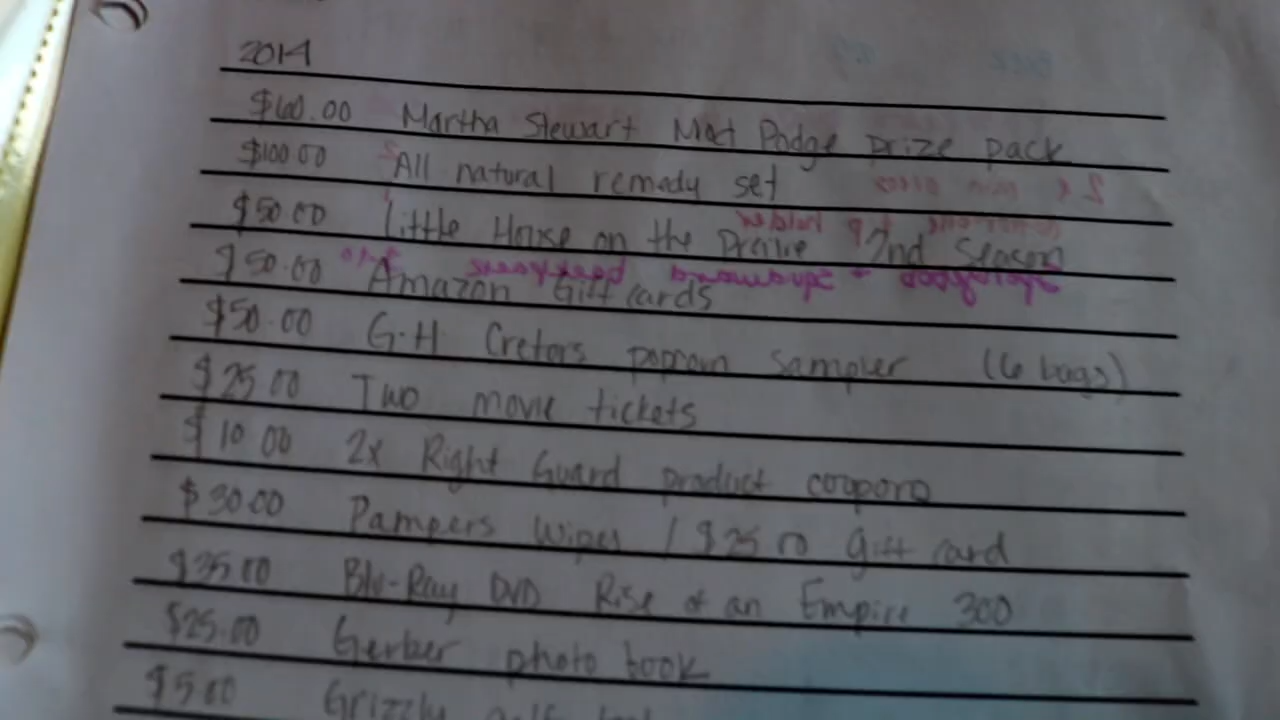 2014
$60.00 Martha Stewart Mod Podge prize pack
$100.00 All natural remedy set
$50.00 Little House on the Prairie 2nd Season
$50.00 Amazon Gift cards
$50.00 G.H. Cretors popcorn sampler (6 bags)
$25.00 Two movie tickets
$10.00 2x Right Guard product coupons
$30.00 Pampers Wipes / $25.00 gift card
$35.00 Blu-Ray DVD Rise of an Empire 300
$25.00 Gerber photo book
$5.00 Grizzly